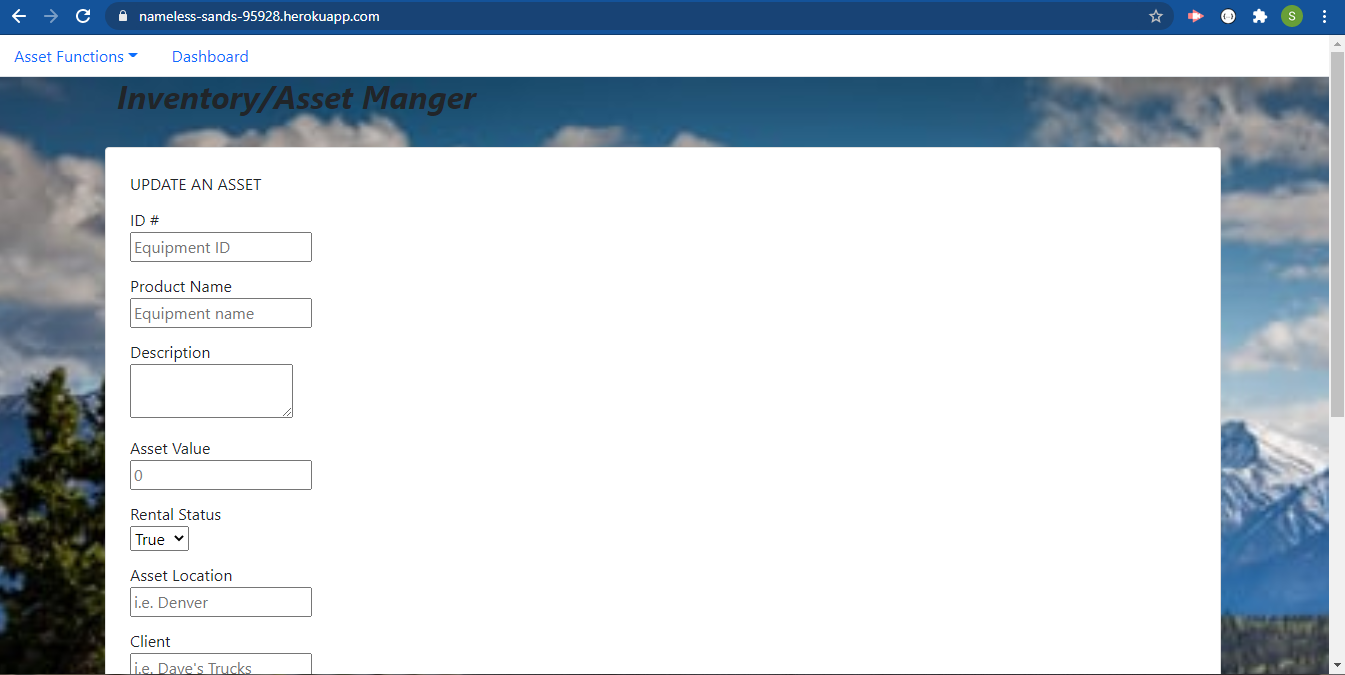 nameless-sands-95928.herokuapp.com
S
Asset Functions Dashboard
Inventory/Asset Manger
UPDATE AN ASSET
ID #
Equipment ID
Product Name
Equipment name
Description
Asset Value
0
Rental Status
True
Asset Location
i.e. Denver
Client
i.e. Dave's Trucks